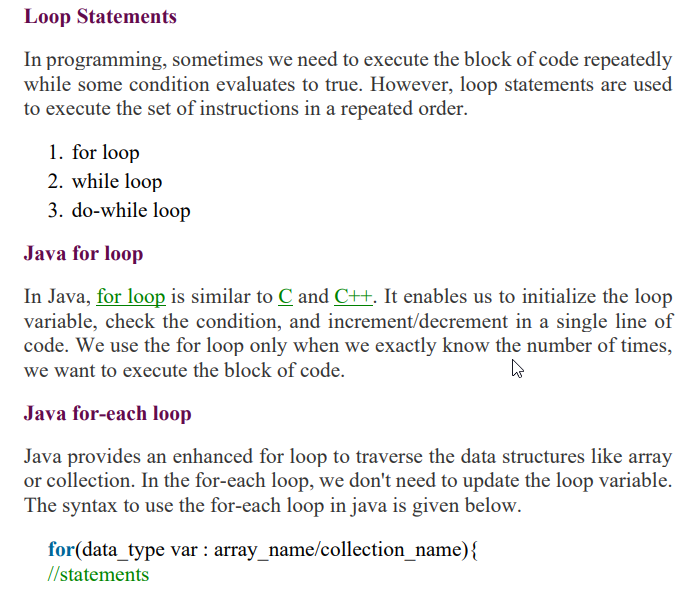 Loop Statements
In programming, sometimes we need to execute the block of code repeatedly
while some condition evaluates to true. However, loop statements are used
to execute the set of instructions in a repeated order.
1. for loop
2. while loop
3. do-while loop
Java for loop
In Java, for loop is similar to C and C++. It enables us to initialize the loop
variable, check the condition, and increment/decrement in a single line of
code. We use the for loop only when we exactly know the number of times,
we want to execute the block of code.
Java for-each loop
Java provides an enhanced for loop to traverse the data structures like array
or collection. In the for-each loop, we don't need to update the loop variable.
The syntax to use the for-each loop in java is given below.
for(data_type var : array_name/collection_name){
//statements